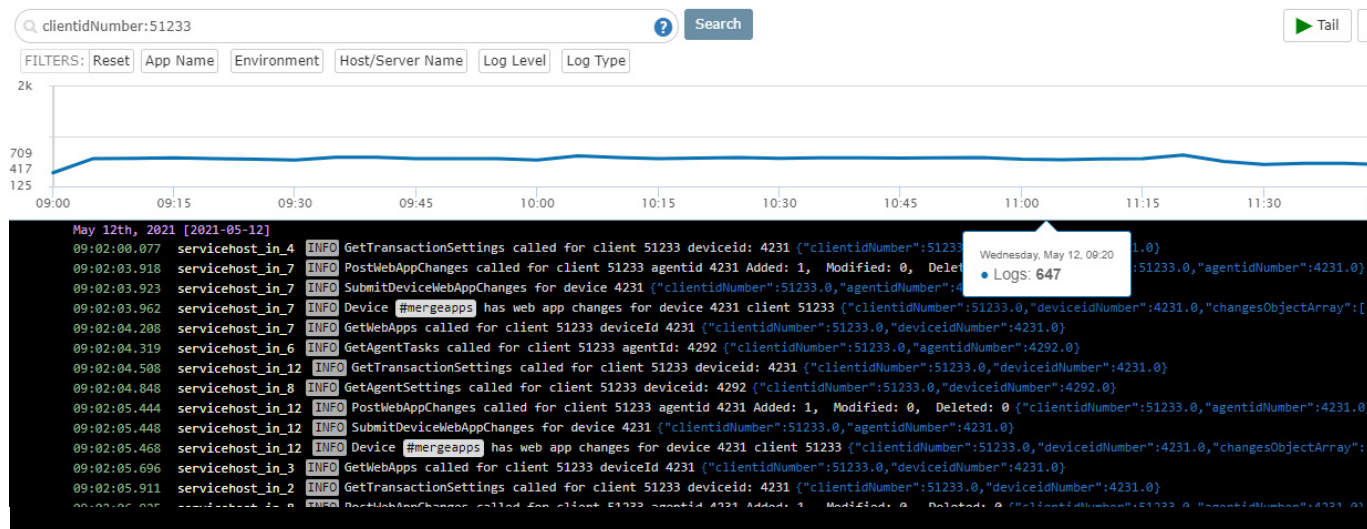 clientidNumber:51233 ? Search Tail
FILTERS: Reset App Name Environment Host/Server Name Log Level Log Type
2k
709
417
125
09:00 09:15 09:30 09:45 10:00 10:15 10:30 10:45 11:00 11:15 11:30
May 12th, 2021 [2021-05-12]
09:02:00.077 servicehost_in_4 INFO GetTransactionSettings called for client 51233 deviceid: 4231 {"clientidNumber":51233 1.0}
Wednesday, May 12, 09:20
● Logs: 647
09:02:03.918 servicehost_in_7 INFO PostWebAppChanges called for client 51233 agentid 4231 Added: 1, Modified: 0, Delet :51233.0,"agentidNumber":4231.0}
09:02:03.923 servicehost_in_7 INFO SubmitDeviceWebAppChanges for device 4231 {"clientidNumber":51233.0,"agentidNumber":4
09:02:03.962 servicehost_in_7 INFO Device #mergeapps has web app changes for device 4231 client 51233 {"clientidNumber":51233.0,"deviceidNumber":4231.0,"changesObjectArray":[
09:02:04.208 servicehost_in_7 INFO GetWebApps called for client 51233 deviceId 4231 {"clientidNumber":51233.0,"deviceidNumber":4231.0}
09:02:04.319 servicehost_in_6 INFO GetAgentTasks called for client 51233 agentId: 4292 {"clientidNumber":51233.0,"agentidNumber":4292.0}
09:02:04.508 servicehost_in_12 INFO GetTransactionSettings called for client 51233 deviceid: 4231 {"clientidNumber":51233.0,"deviceidNumber":4231.0}
09:02:04.848 servicehost_in_8 INFO GetAgentSettings called for client 51233 deviceid: 4292 {"clientidNumber":51233.0,"deviceidNumber":4292.0}
09:02:05.444 servicehost_in_12 INFO PostWebAppChanges called for client 51233 agentid 4231 Added: 1, Modified: 0, Deleted: 0 {"clientidNumber":51233.0,"agentidNumber":4231.0
09:02:05.448 servicehost_in_12 INFO SubmitDeviceWebAppChanges for device 4231 {"clientidNumber":51233.0,"agentidNumber":4231.0}
09:02:05.468 servicehost_in_12 INFO Device #mergeapps has web app changes for device 4231 client 51233 {"clientidNumber":51233.0,"deviceidNumber":4231.0,"changesObjectArray":
09:02:05.696 servicehost_in_3 INFO GetWebApps called for client 51233 deviceId 4231 {"clientidNumber":51233.0,"deviceidNumber":4231.0}
09:02:05.911 servicehost_in_2 INFO GetTransactionSettings called for client 51233 deviceid: 4231 {"clientidNumber":51233.0,"deviceidNumber":4231.0}